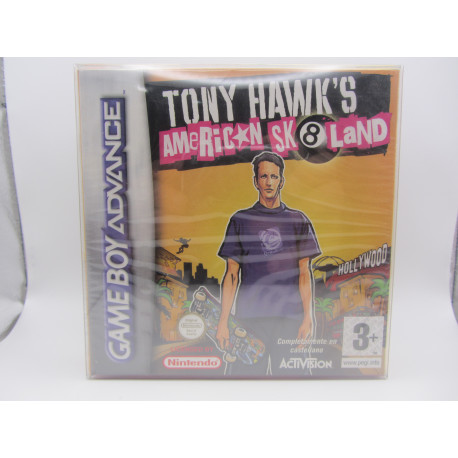 GAME BOY ADVANCE
TONY HAWK'S
AMERICAN SK8LAND
HOLLYWOOD
Nintendo
Completamente en
castellano
ACTIVISION
3+
www.pegi.info